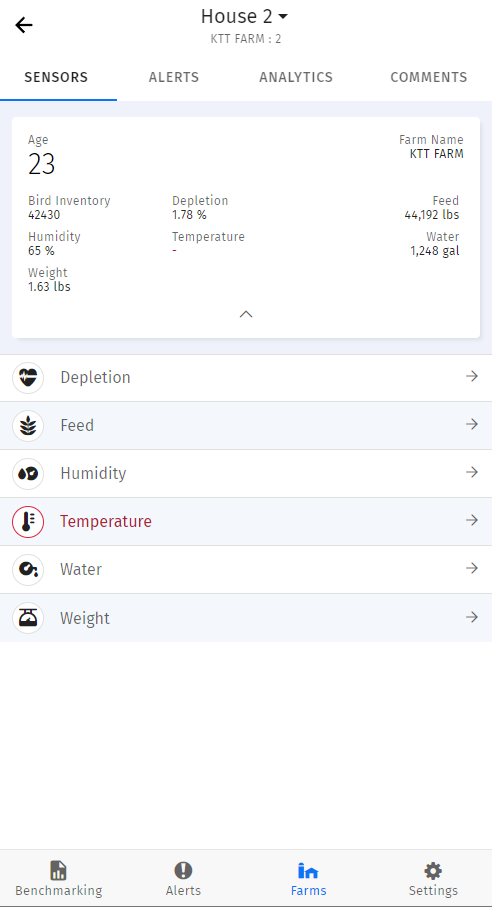 House 2
KTT FARM : 2
SENSORS ALERTS ANALYTICS COMMENTS
Age Farm Name
23 KTT FARM
Bird Inventory Depletion Feed
42430 1.78 % 44,192 lbs
Humidity Temperature Water
65 % - 1,248 gal
Weight
1.63 lbs
Depletion
Feed
Humidity
Temperature
Water
Weight
Benchmarking Alerts Farms Settings